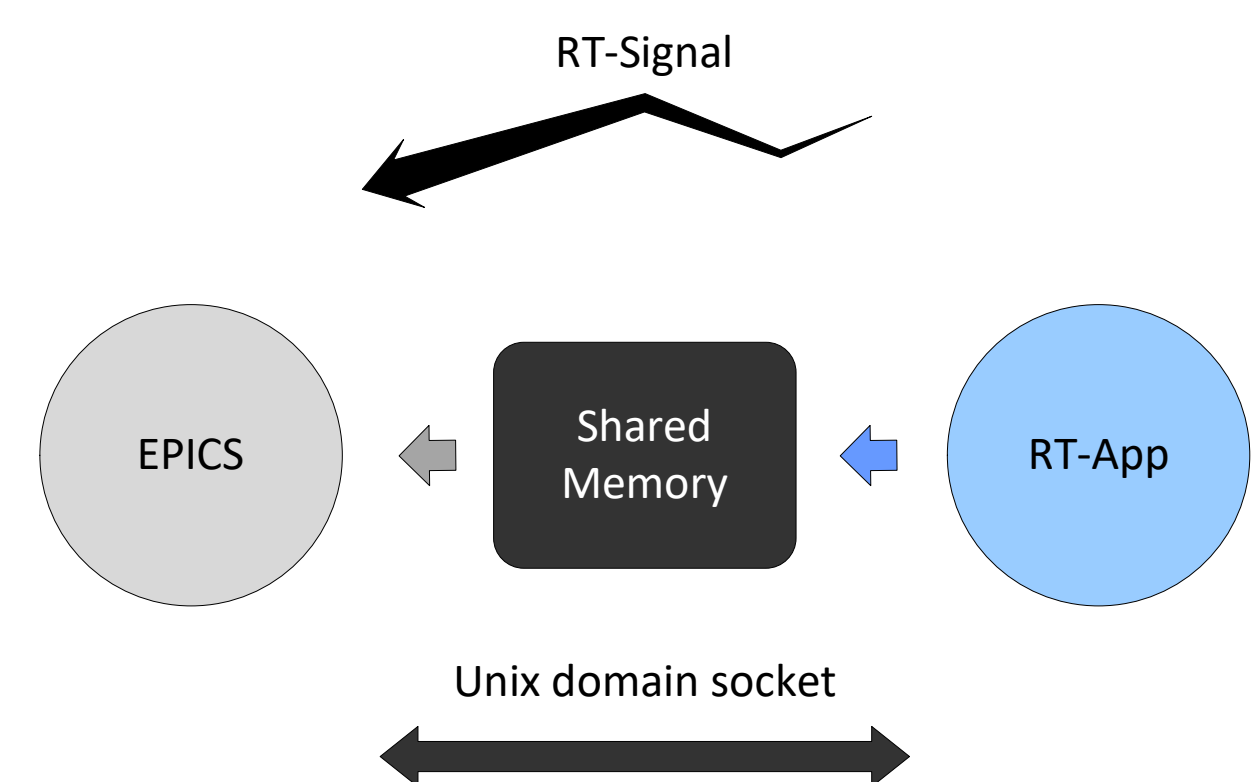 RT-Signal
EPICS
Shared
Memory
RT-App
Unix domain socket